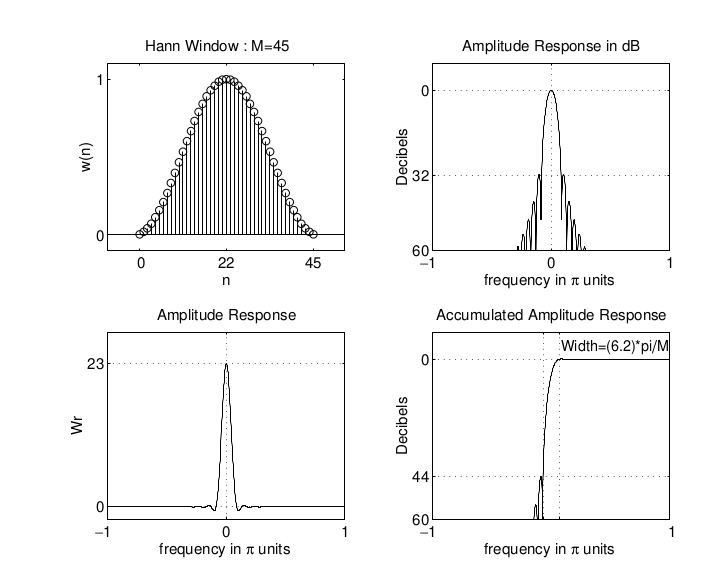 Hann Window : M=45
1
w(n)
0
0 22 45
n
Amplitude Response in dB
0
Decibels
32
60
−1 0 1
frequency in π units
Amplitude Response
23
Wr
0
−1 0 1
frequency in π units
Accumulated Amplitude Response
Width=(6.2)*pi/M
0
Decibels
44
60
−1 1
frequency in π units